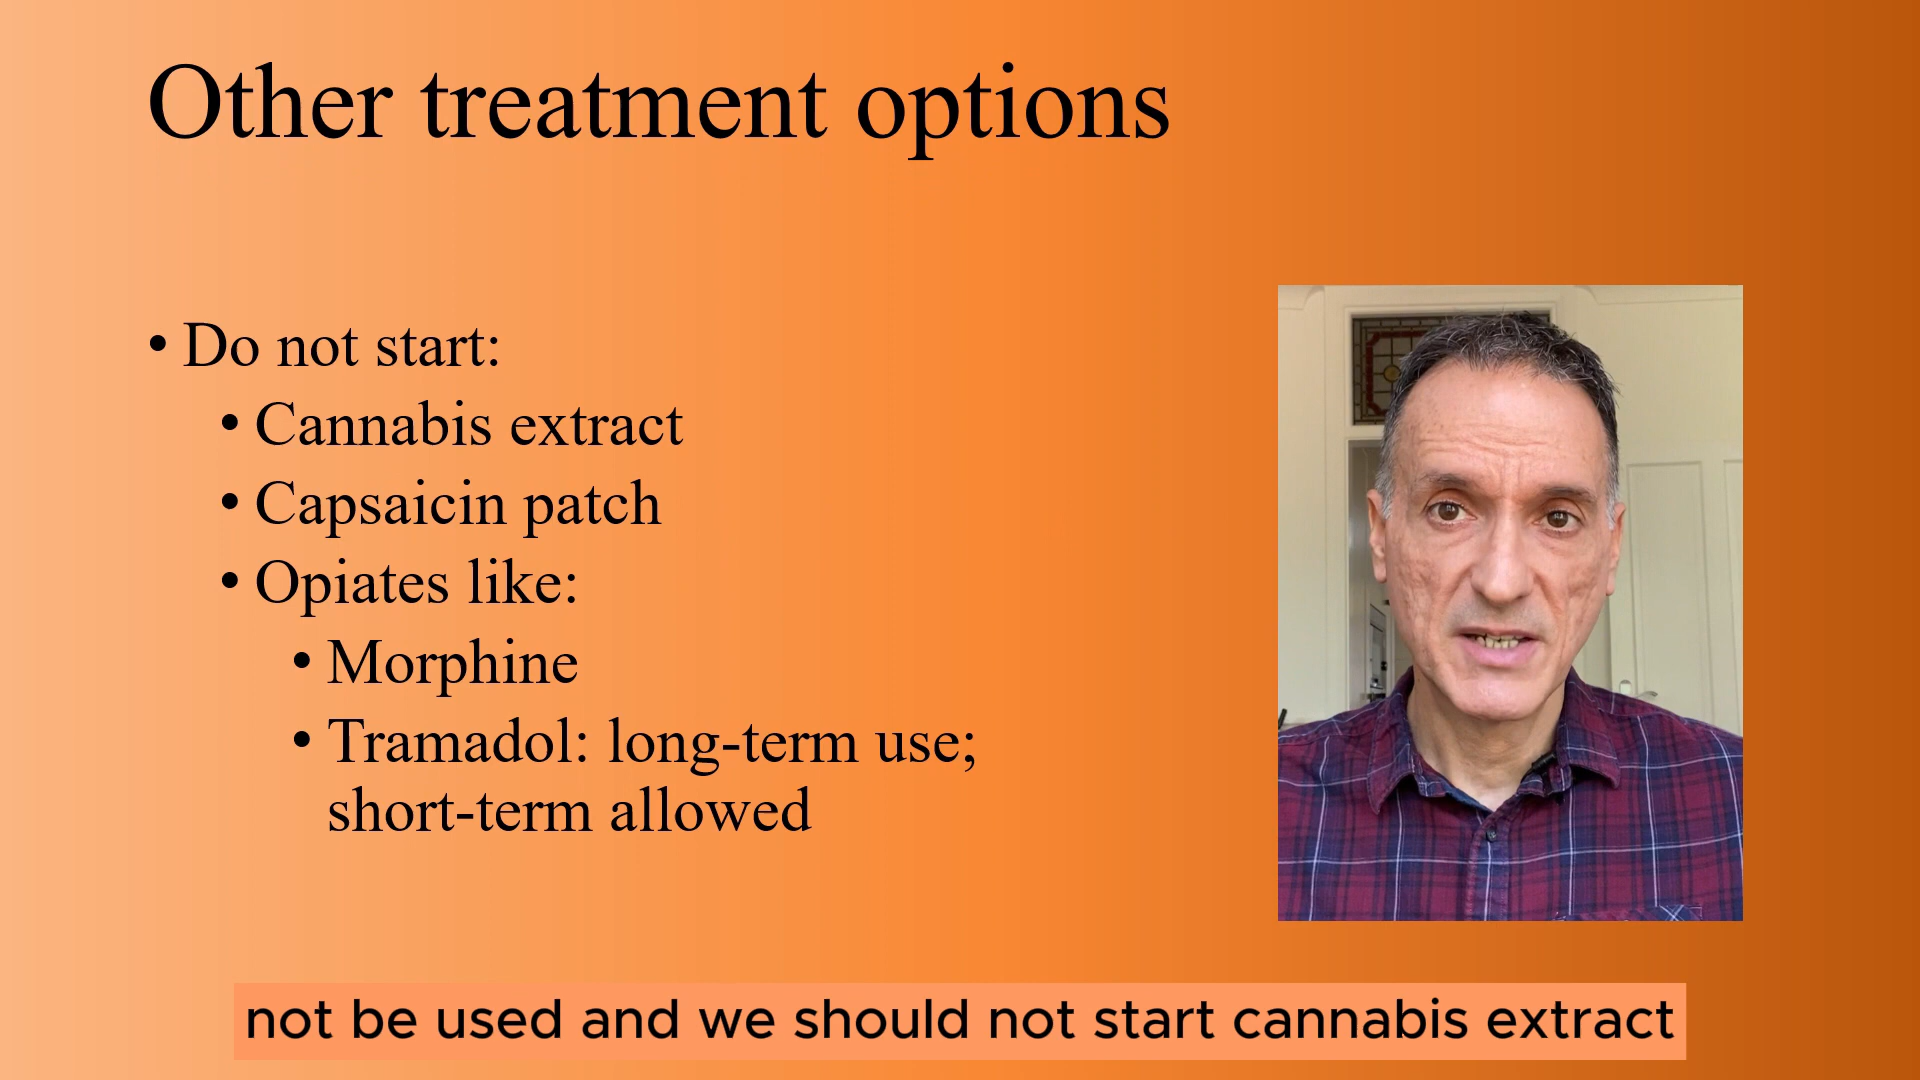 Other treatment options
• Do not start:
• Cannabis extract
• Capsaicin patch
• Opiates like:
• Morphine
• Tramadol: long-term use;
short-term allowed
not be used and we should not start cannabis extract